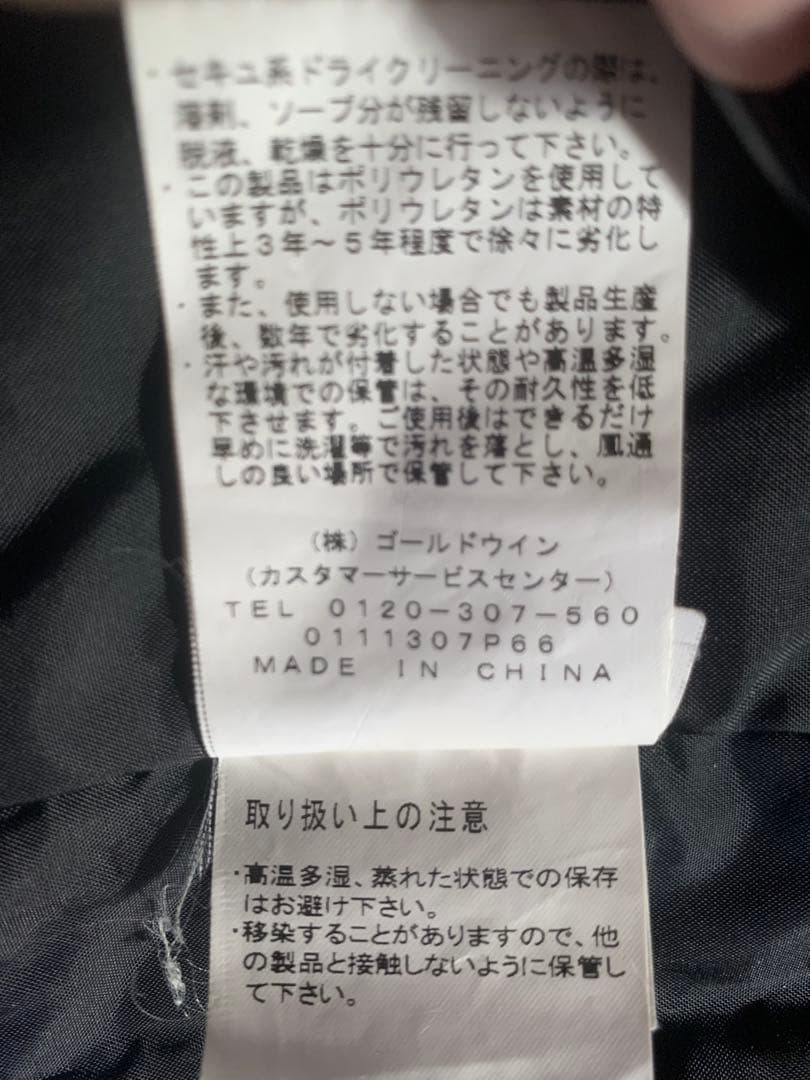 ・セキユ系ドライクリーニングの際は、
溶剤、ソープ分が残留しないように
脱液、乾燥を十分に行って下さい。
・この製品はポリウレタンを使用して
いますが、ポリウレタンは素材の特
性上３年～５年程度で徐々に劣化し
ます。
・また、使用しない場合でも製品生産
後、数年で劣化することがあります。
・汗や汚れが付着した状態や高温多湿
な環境での保管は、その耐久性を低
下させます。ご使用後はできるだけ
早めに洗濯等で汚れを落とし、風通
しの良い場所で保管して下さい。
（株）ゴールドウイン
（カスタマーサービスセンター）
TEL 0120-307-560
0111307P66
MADE IN CHINA
取り扱い上の注意
・高温多湿、蒸れた状態での保存
はお避け下さい。
・移染することがありますので、他
の製品と接触しないように保管し
て下さい。